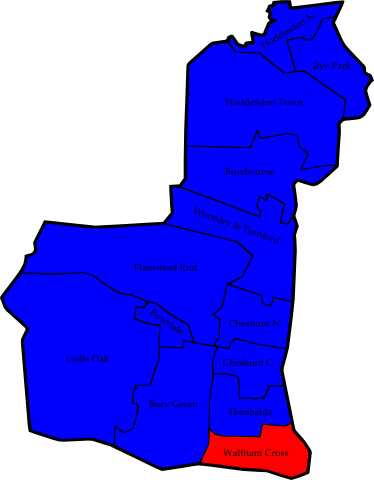 Hoddesdon N.
Rye Park
Hoddesdon Town
Broxbourne
Wormley & Turnford
Flamstead End
Rosedale
Cheshunt N.
Goffs Oak
Cheshunt C.
Bury Green
Theobalds
Waltham Cross